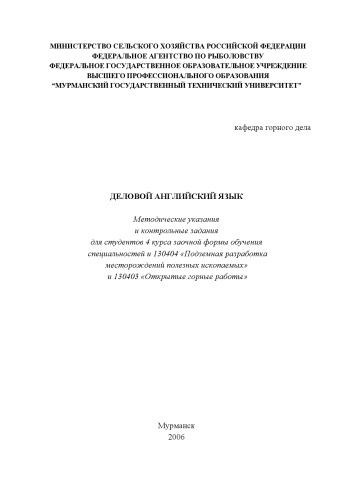 МИНИСТЕРСТВО СЕЛЬСКОГО ХОЗЯЙСТВА РОССИЙСКОЙ ФЕДЕРАЦИИ
ФЕДЕРАЛЬНОЕ АГЕНТСТВО ПО РЫБОЛОВСТВУ
ФЕДЕРАЛЬНОЕ ГОСУДАРСТВЕННОЕ ОБРАЗОВАТЕЛЬНОЕ УЧРЕЖДЕНИЕ
ВЫСШЕГО ПРОФЕССИОНАЛЬНОГО ОБРАЗОВАНИЯ
“МУРМАНСКИЙ ГОСУДАРСТВЕННЫЙ ТЕХНИЧЕСКИЙ УНИВЕРСИТЕТ”
кафедра горного дела
ДЕЛОВОЙ АНГЛИЙСКИЙ ЯЗЫК
Методические указания
и контрольные задания
для студентов 4 курса заочной формы обучения
специальностей и 130404 «Подземная разработка
месторождений полезных ископаемых»
и 130403 «Открытые горные работы»
Мурманск
2006